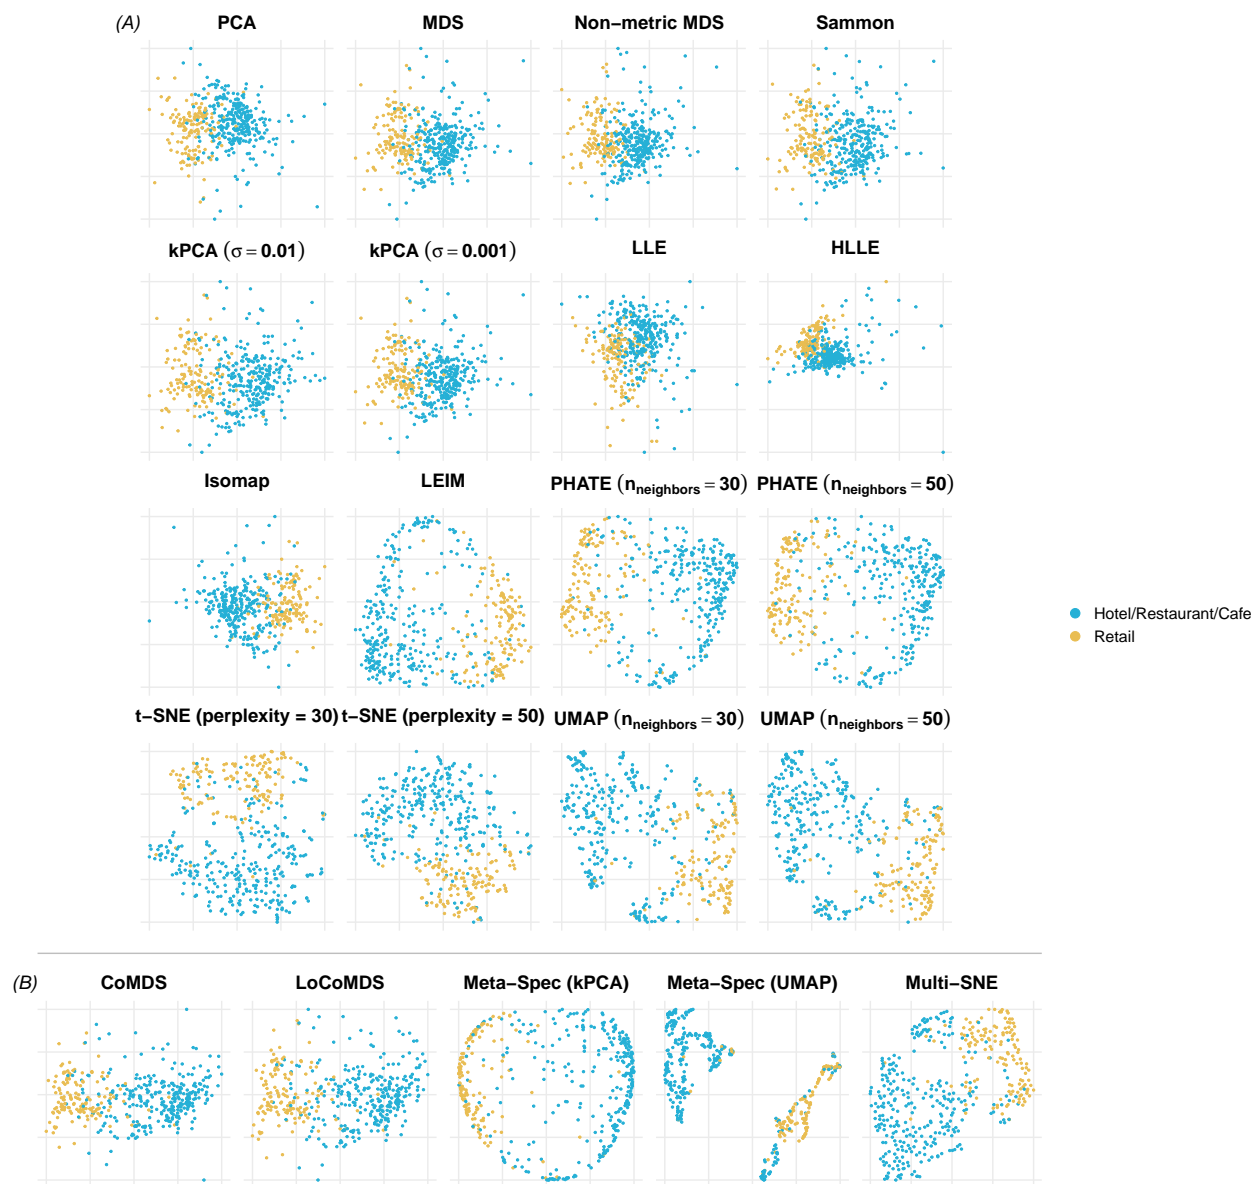 (A)
PCA MDS Non−metric MDS Sammon
kPCA (σ = 0.01) kPCA (σ = 0.001) LLE HLLE
Isomap LEIM PHATE (nneighbors = 30) PHATE (nneighbors = 50)
Hotel/Restaurant/Cafe
Retail
t−SNE (perplexity = 30) t−SNE (perplexity = 50) UMAP (nneighbors = 30) UMAP (nneighbors = 50)
(B)
CoMDS LoCoMDS Meta−Spec (kPCA) Meta−Spec (UMAP) Multi−SNE